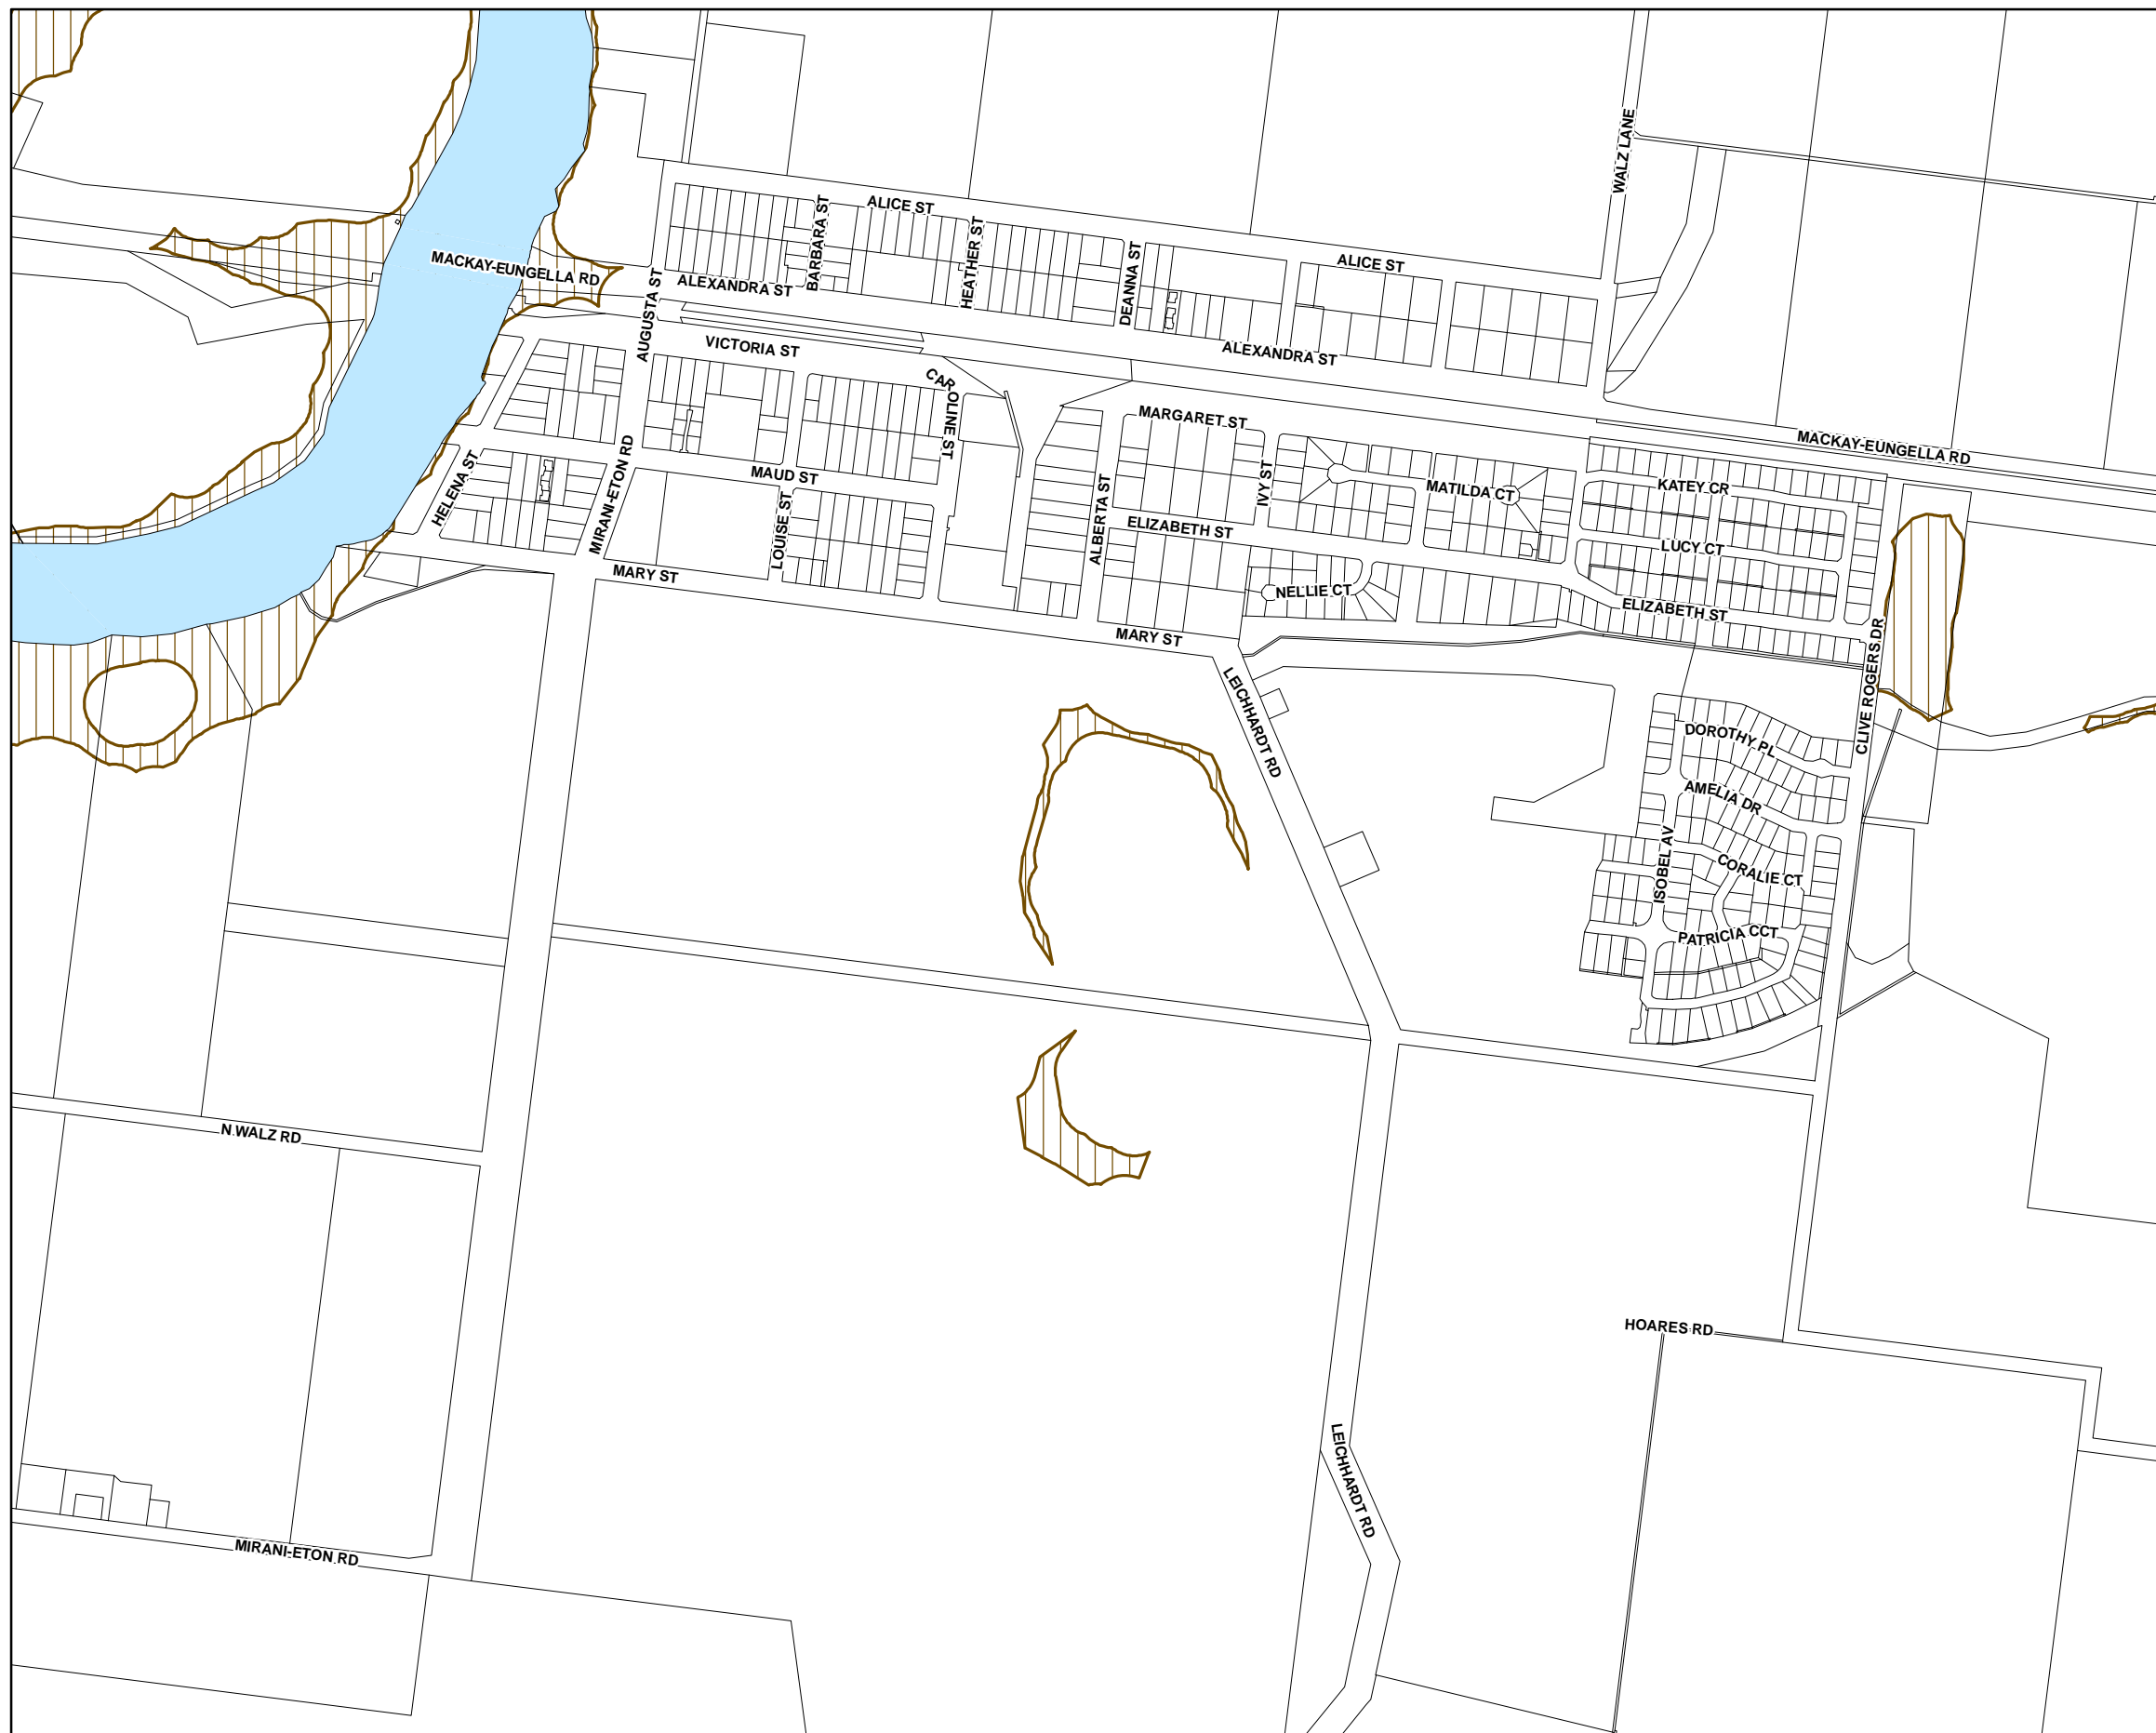 WALZ LANE
ALICE ST
BARBARA ST
HEATHER ST
DEANNA ST
ALICE ST
MACKAY-EUNGELLA RD
ALEXANDRA ST
AUGUSTA ST
VICTORIA ST
ALEXANDRA ST
CAROLINE ST
MARGARET ST
MACKAY-EUNGELLA RD
HELENA ST
MIRANI-ETON RD
MAUD ST
LOUISE ST
ALBERTA ST
IVY ST
MATILDA CT
KATEY CR
ELIZABETH ST
LUCY CT
MARY ST
NELLIE CT
ELIZABETH ST
MARY ST
CLIVE ROGERS DR
LEICHHARDT RD
DOROTHY PL
AMELIA DR
ISOBEL AV
CORALIE CT
PATRICIA CCT
N WALZ RD
HOARES RD
LEICHHARDT RD
MIRANI-ETON RD